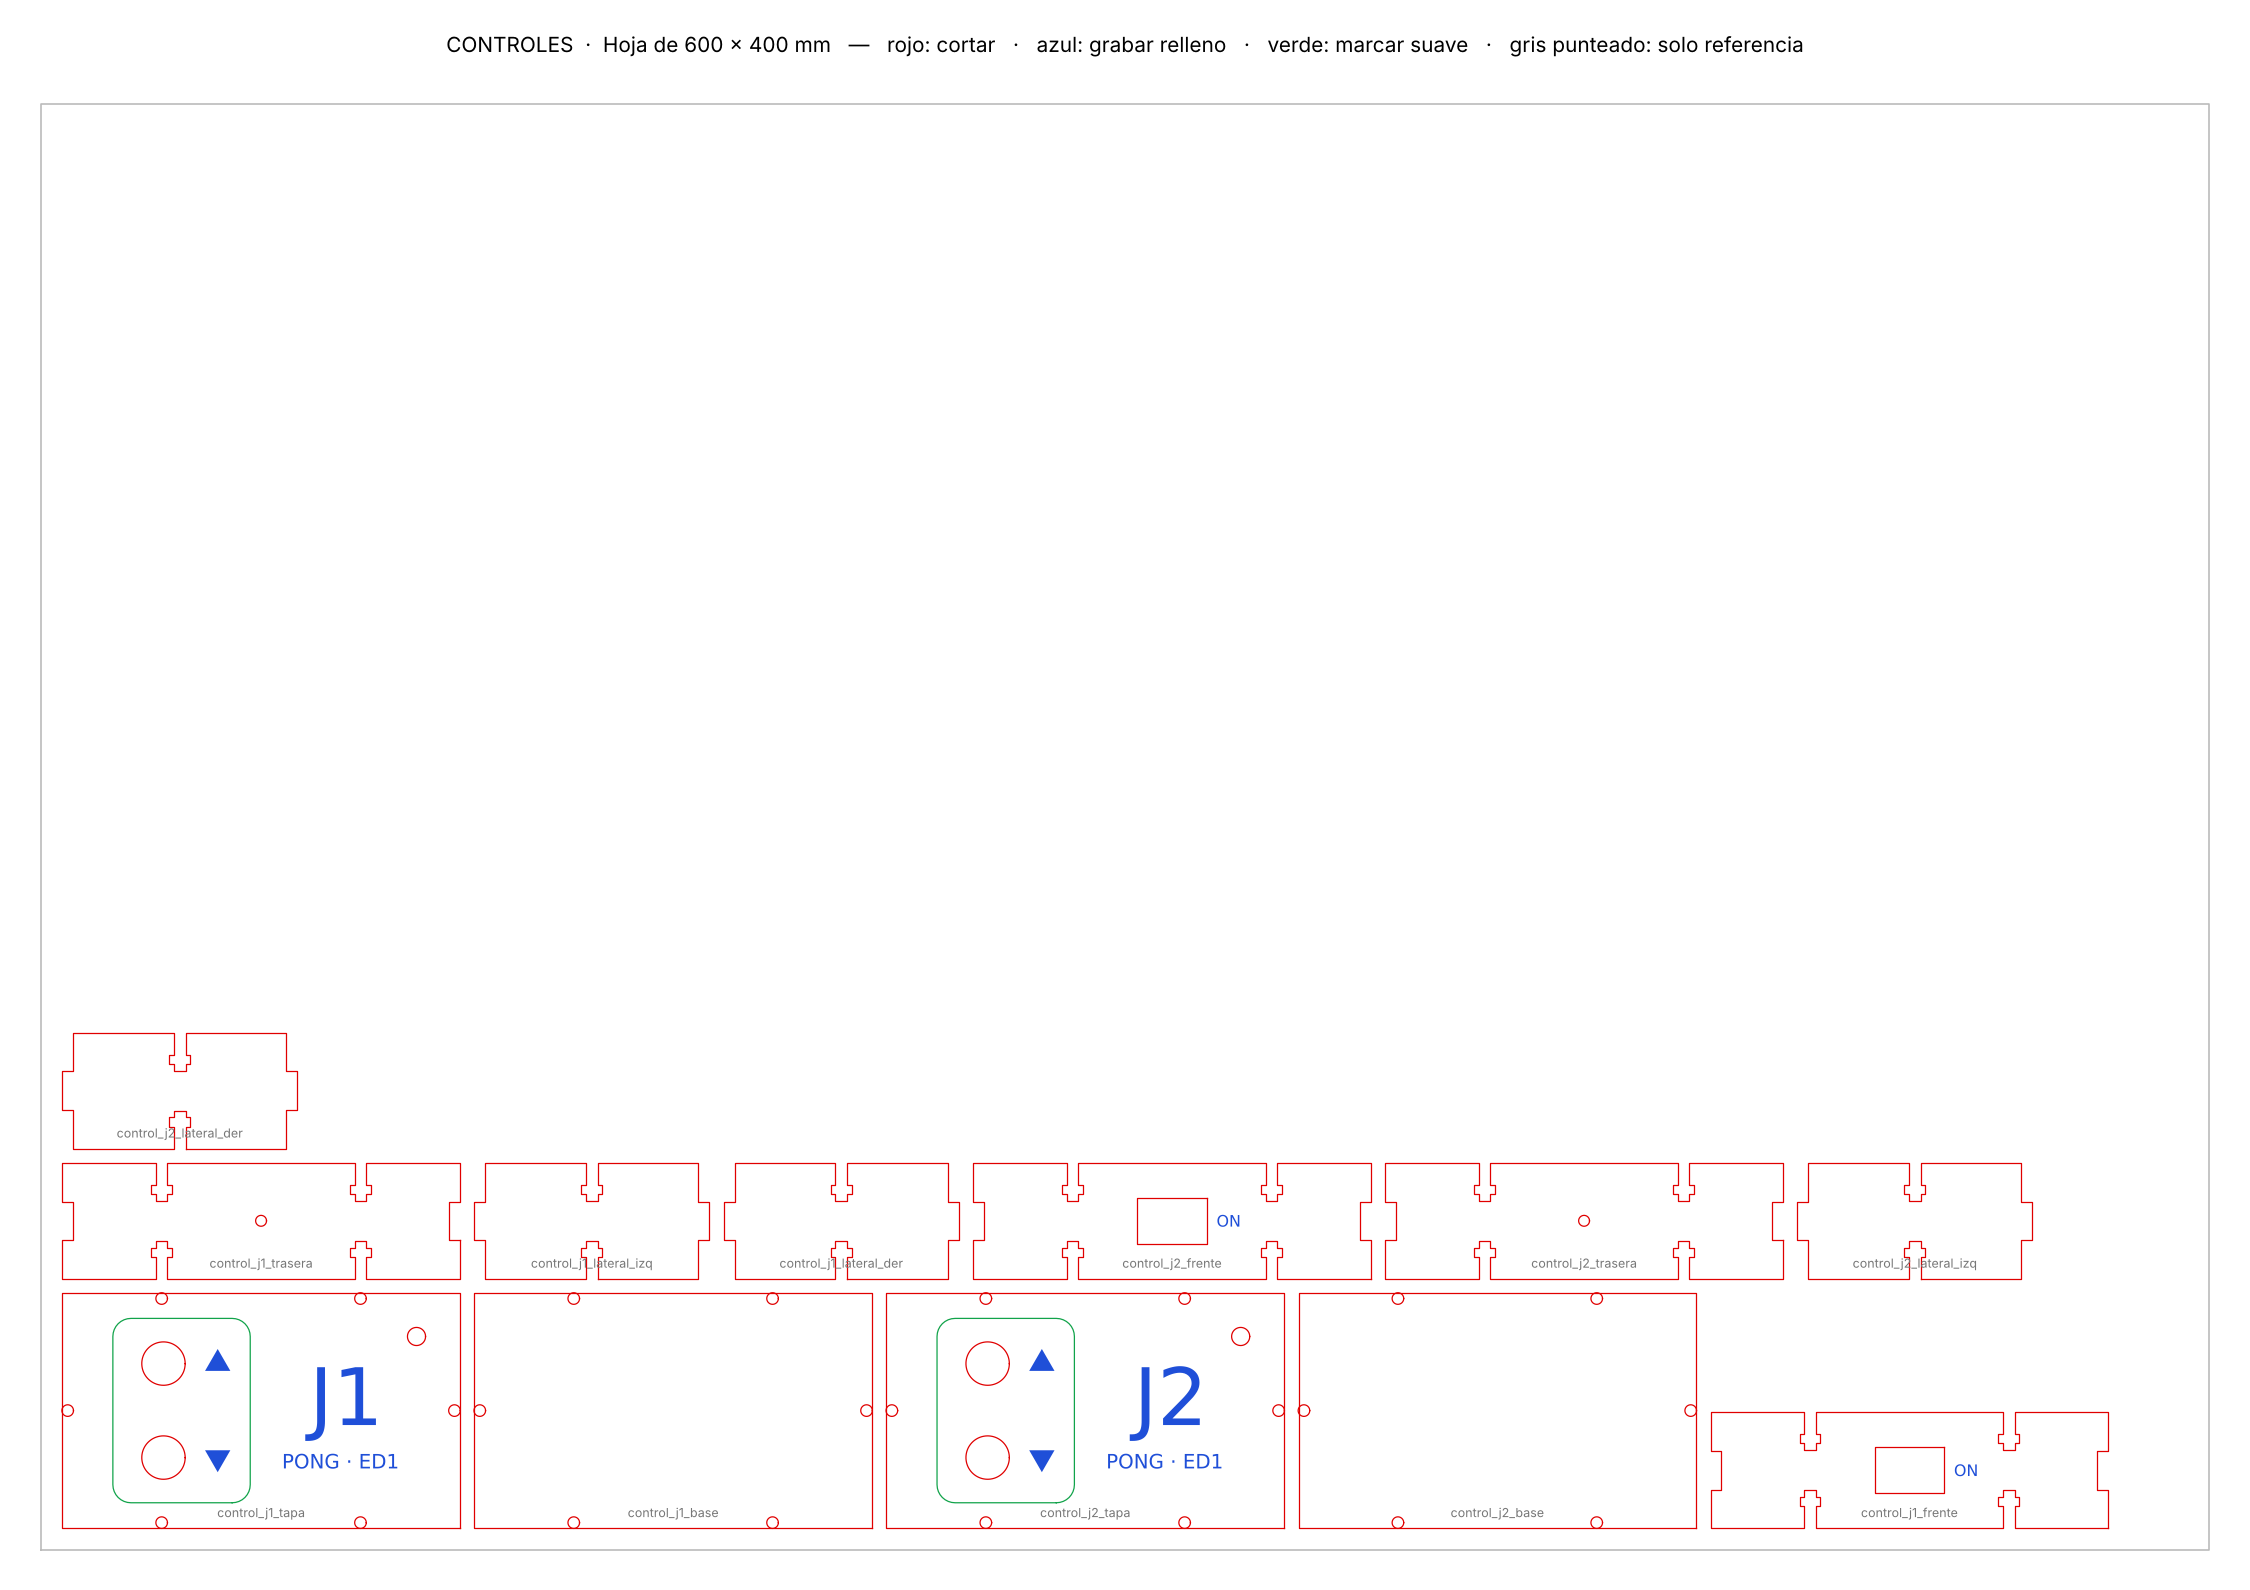 CONTROLES · Hoja de 600 × 400 mm — rojo: cortar · azul: grabar relleno · verde: marcar suave · gris punteado: solo referencia
control_j2_lateral_der
control_j1_trasera
control_j1_lateral_izq
control_j1_lateral_der
ON
control_j2_frente
control_j2_trasera
control_j2_lateral_izq
J1
PONG · ED1
control_j1_tapa
control_j1_base
J2
PONG · ED1
control_j2_tapa
control_j2_base
ON
control_j1_frente